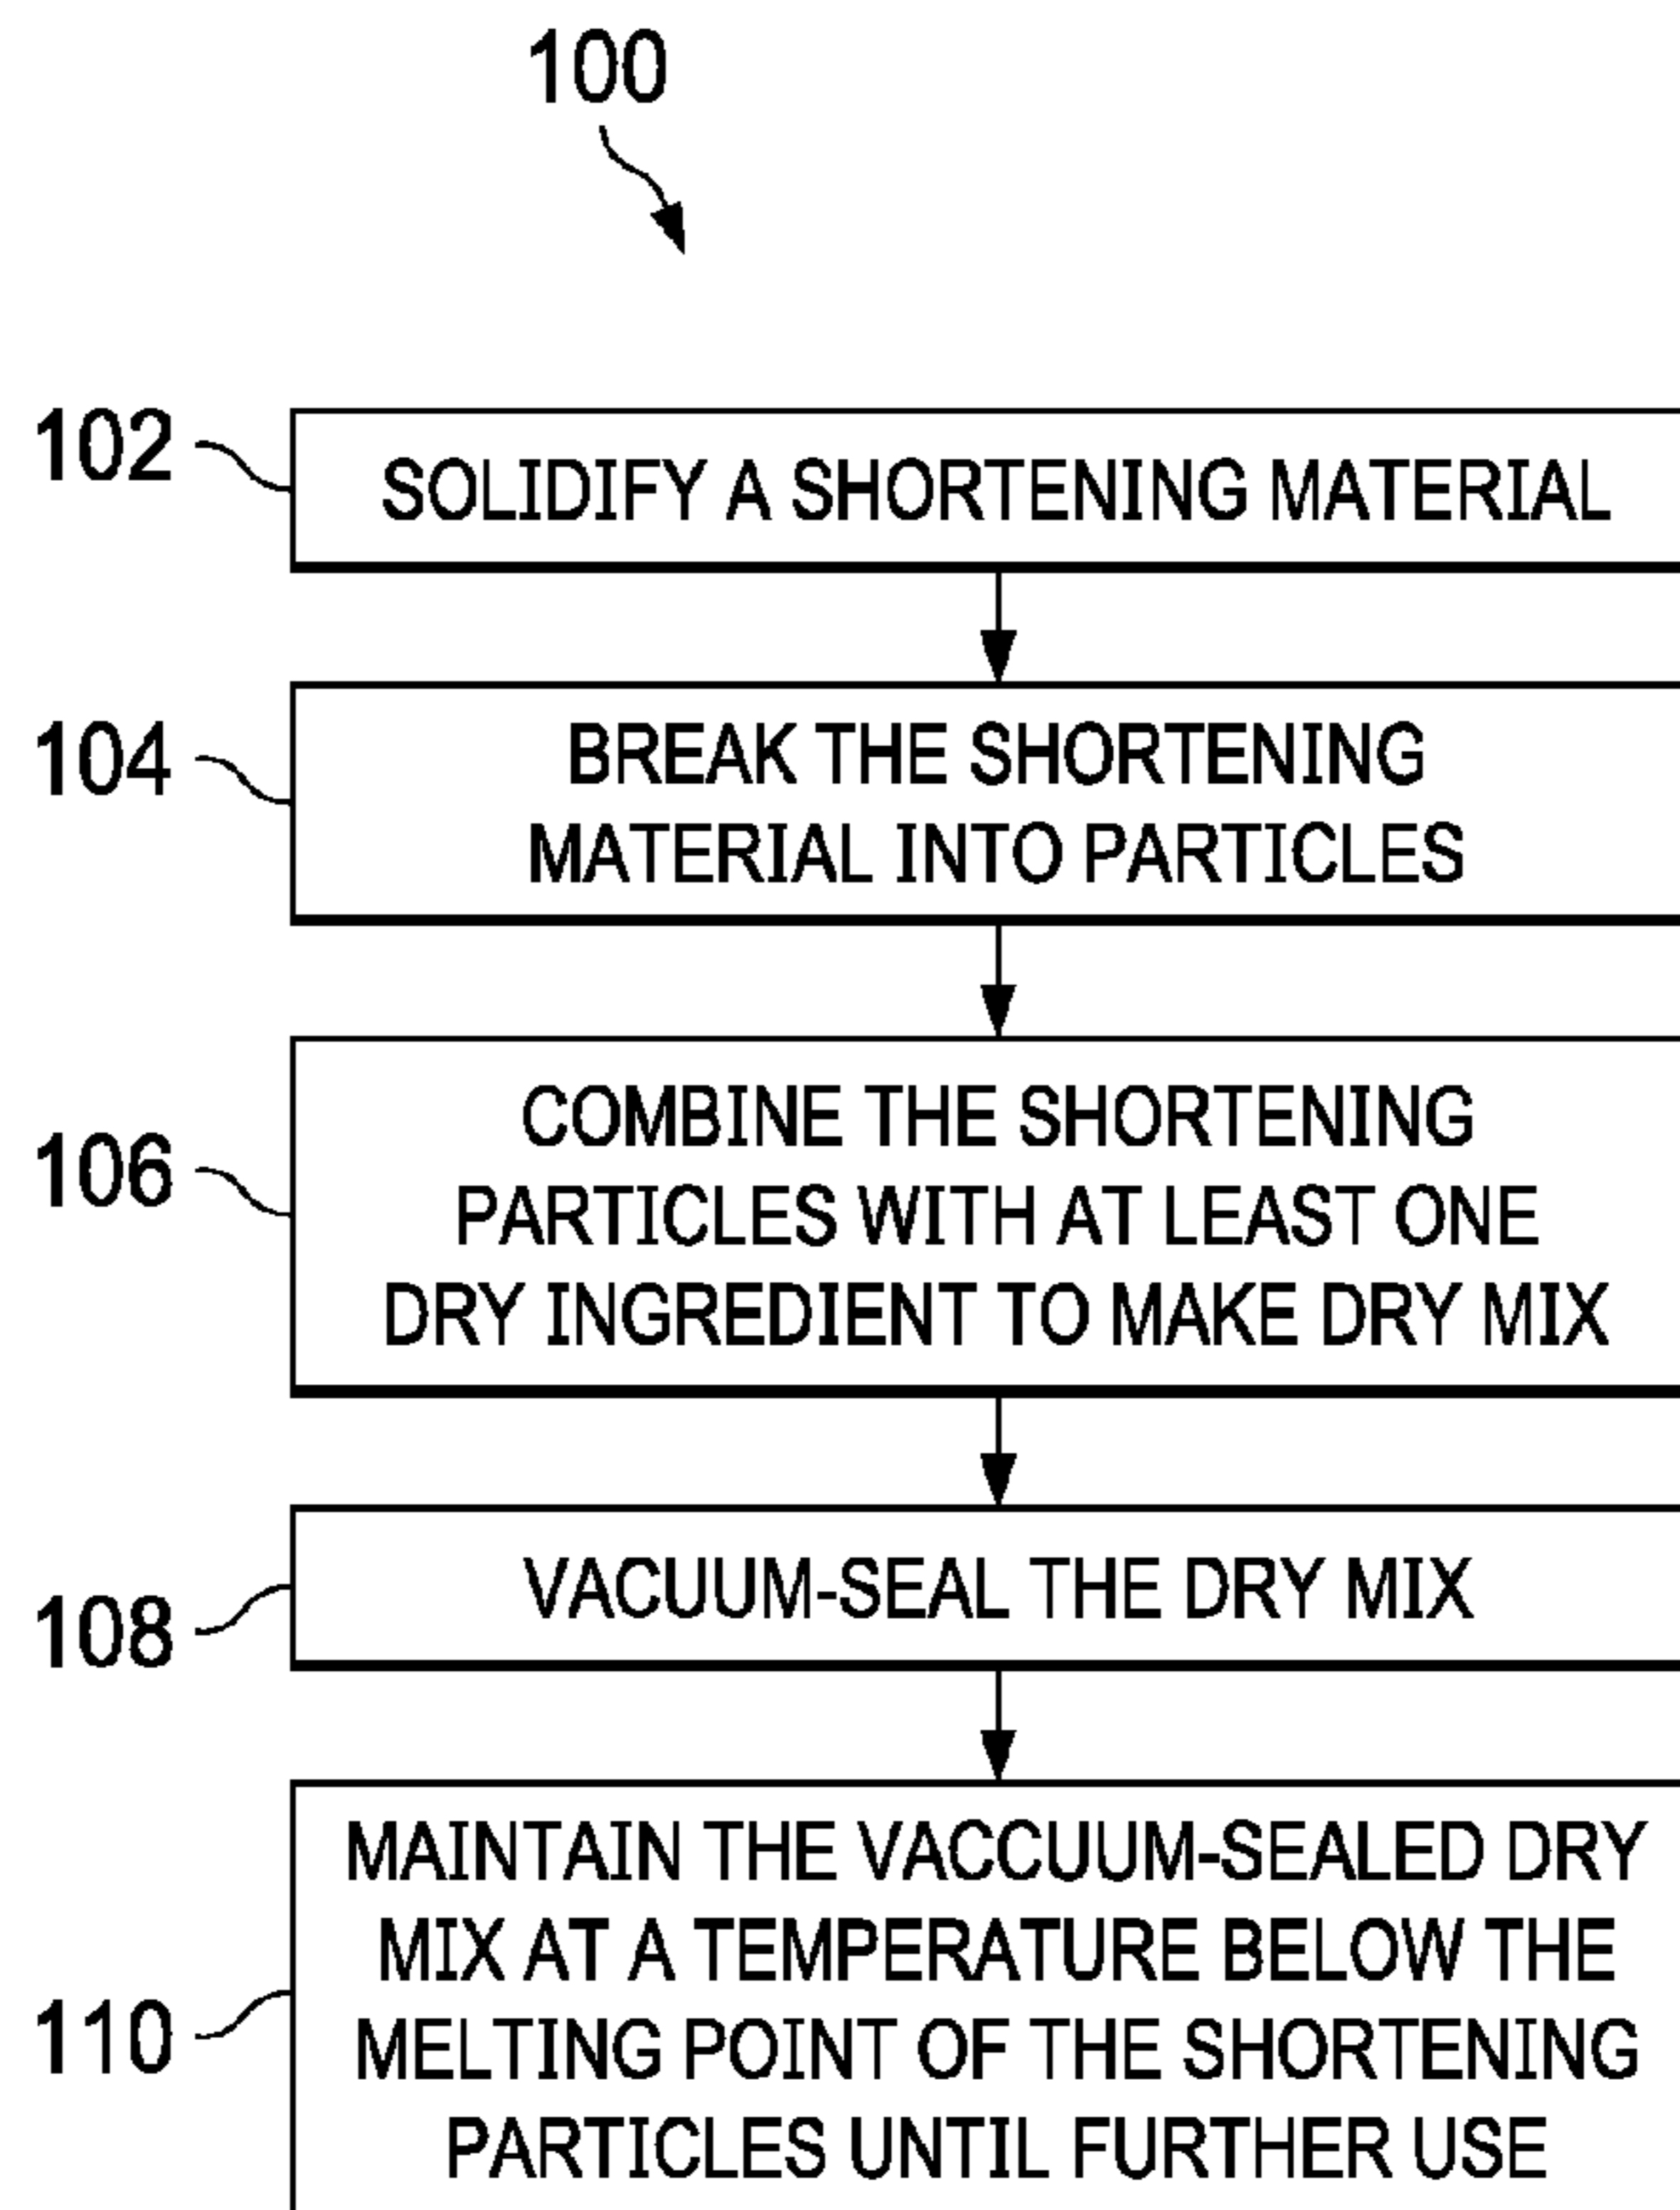 100
102
SOLIDIFY A SHORTENING MATERIAL
104
BREAK THE SHORTENING
MATERIAL INTO PARTICLES
106
COMBINE THE SHORTENING
PARTICLES WITH AT LEAST ONE
DRY INGREDIENT TO MAKE DRY MIX
108
VACUUM-SEAL THE DRY MIX
110
MAINTAIN THE VACCUUM-SEALED DRY
MIX AT A TEMPERATURE BELOW THE
MELTING POINT OF THE SHORTENING
PARTICLES UNTIL FURTHER USE